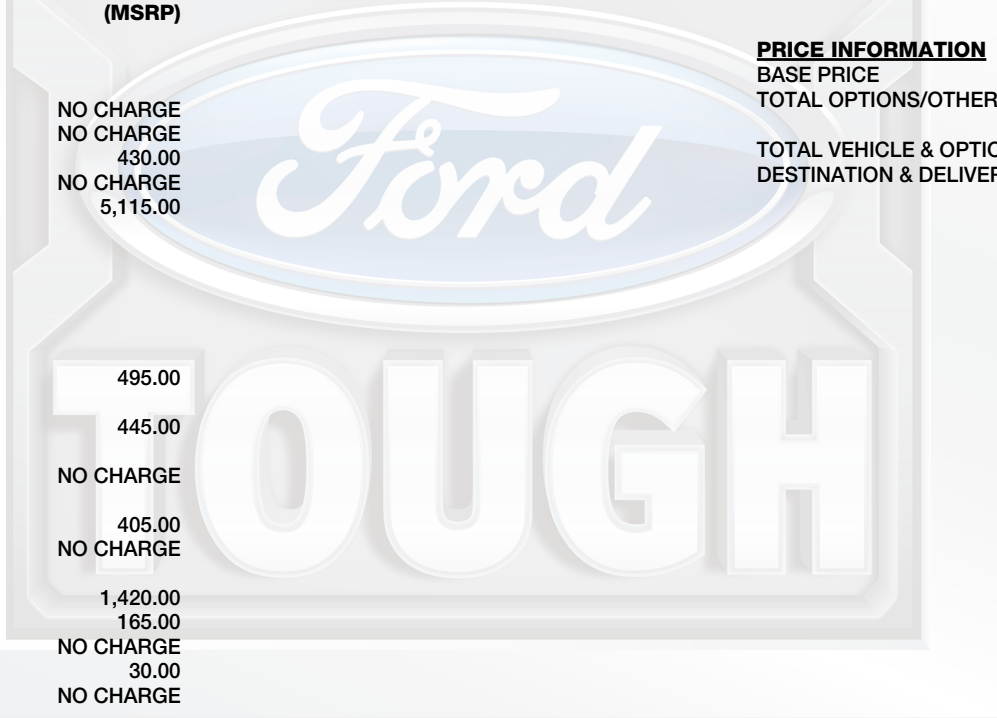 (MSRP)
NO CHARGE
NO CHARGE
430.00
NO CHARGE
5,115.00
495.00
445.00
NO CHARGE
405.00
NO CHARGE
1,420.00
165.00
NO CHARGE
30.00
NO CHARGE
PRICE INFORMATION
BASE PRICE
TOTAL OPTIONS/OTHER
TOTAL VEHICLE & OPTIO
DESTINATION & DELIVER
Ford
TOUGH